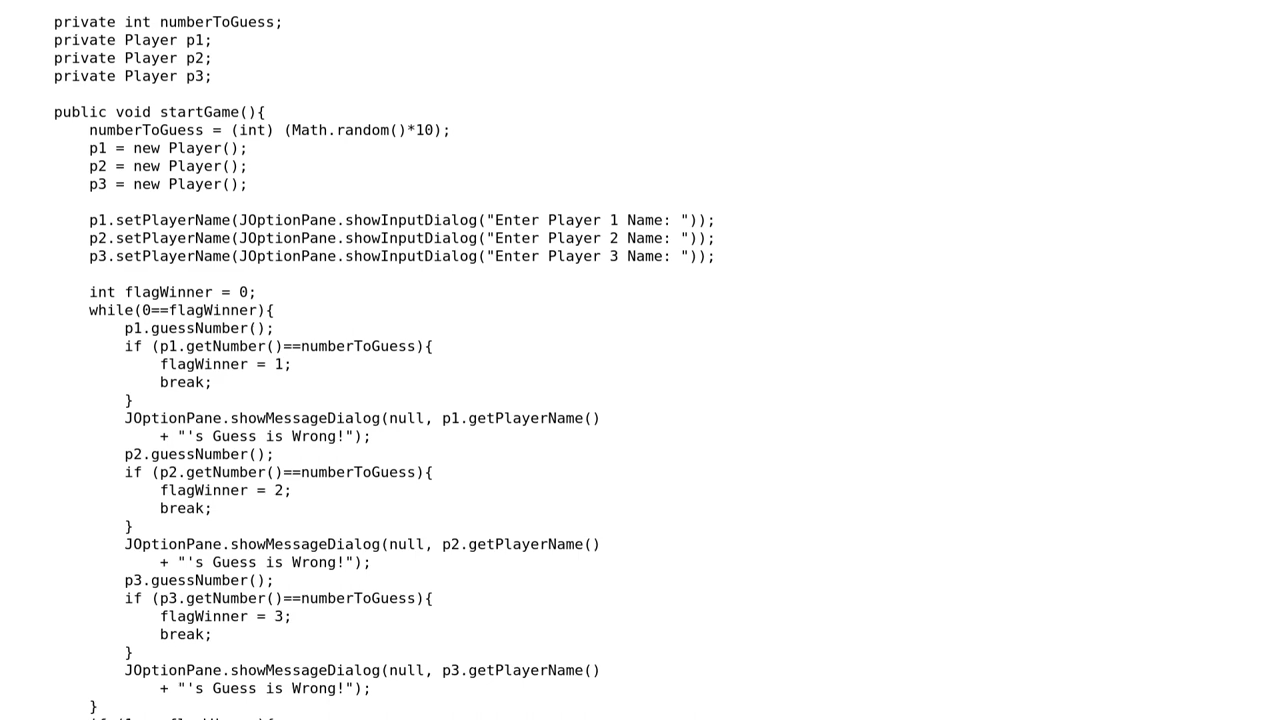 private int numberToGuess;
private Player p1;
private Player p2;
private Player p3;
public void startGame(){
numberToGuess = (int) (Math.random()*10);
p1 = new Player();
p2 = new Player();
p3 = new Player();
p1.setPlayerName(JOptionPane.showInputDialog("Enter Player 1 Name: "));
p2.setPlayerName(JOptionPane.showInputDialog("Enter Player 2 Name: "));
p3.setPlayerName(JOptionPane.showInputDialog("Enter Player 3 Name: "));
int flagWinner = 0;
while(0==flagWinner){
p1.guessNumber();
if (p1.getNumber()==numberToGuess){
flagWinner = 1;
break;
}
JOptionPane.showMessageDialog(null, p1.getPlayerName()
+ "'s Guess is Wrong!");
p2.guessNumber();
if (p2.getNumber()==numberToGuess){
flagWinner = 2;
break;
}
JOptionPane.showMessageDialog(null, p2.getPlayerName()
+ "'s Guess is Wrong!");
p3.guessNumber();
if (p3.getNumber()==numberToGuess){
flagWinner = 3;
break;
}
JOptionPane.showMessageDialog(null, p3.getPlayerName()
+ "'s Guess is Wrong!");
}